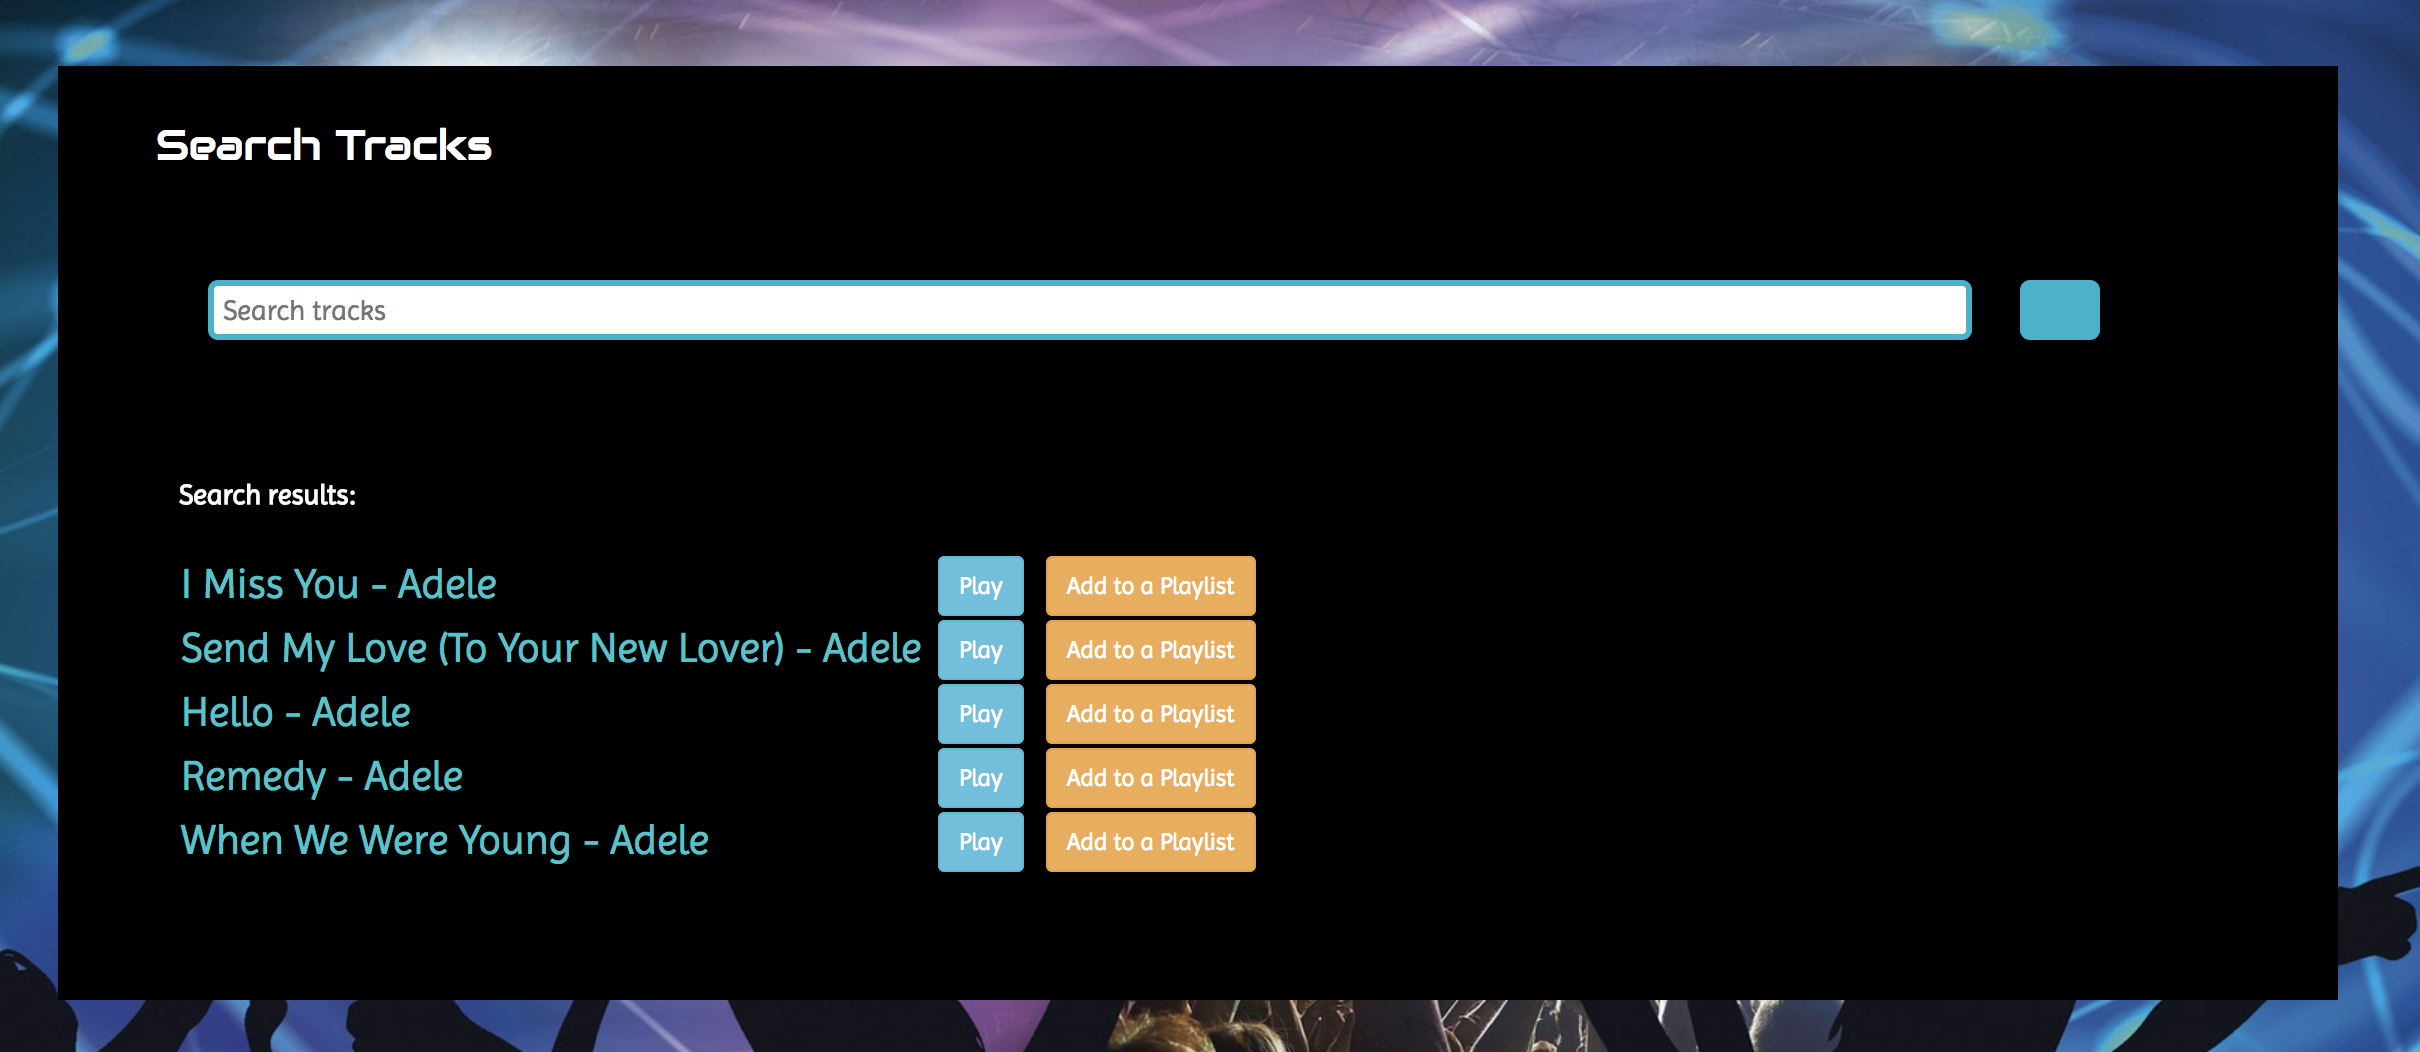 Search Tracks
Search tracks
Search results:
I Miss You - Adele Play Add to a Playlist
Send My Love (To Your New Lover) - Adele Play Add to a Playlist
Hello - Adele Play Add to a Playlist
Remedy - Adele Play Add to a Playlist
When We Were Young - Adele Play Add to a Playlist